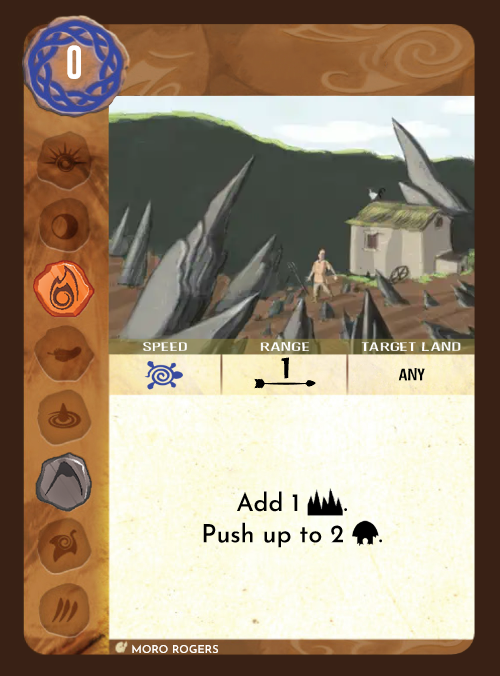 0
SPEED RANGE TARGET LAND
1 ANY
Add 1 .
Push up to 2 .
MORO ROGERS